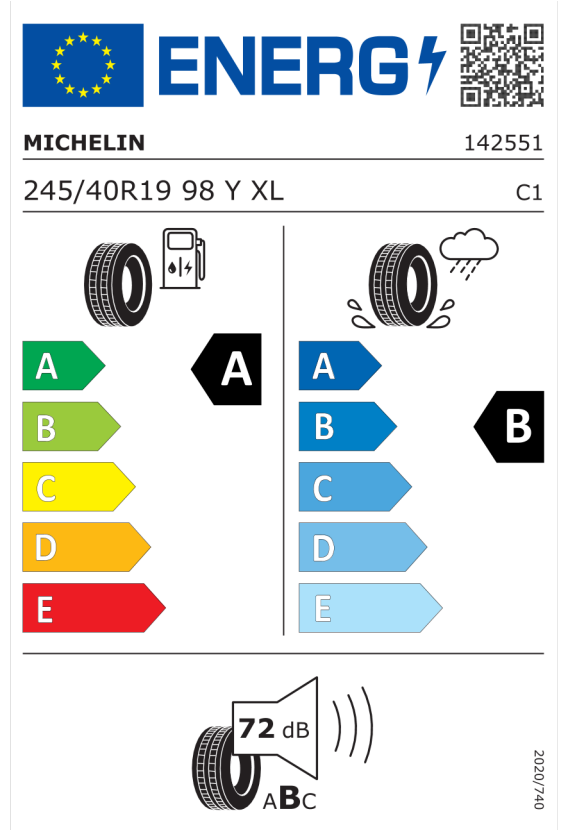 ENERG
MICHELIN 142551
245/40R19 98 Y XL C1
A A A
B B B
C C
D D
E E
72 dB
ABC
2020/740